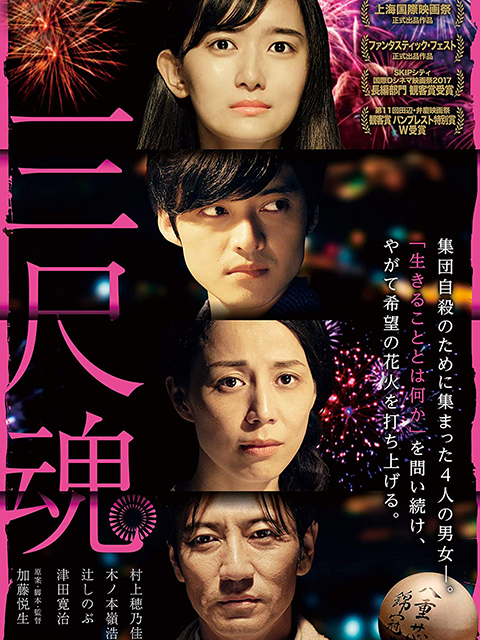 上海国際映画祭
正式出品作品
ファンタスティック・フェスト
正式出品作品
SKIPシティ
国際Dシネマ映画祭2017
長編部門 観客賞受賞
第11回田辺・弁慶映画祭
観客賞 バンブレスト特別賞
W受賞
三尺魂
集団自殺のために集まった4人の男女―。
「生きることとは何か」を問い続け、
やがて希望の花火を打ち上げる。
村上穂乃佳
木ノ本嶺浩
辻しのぶ
津田寛治
原案・脚本・監督
加藤悦生
八重芯
錦冠